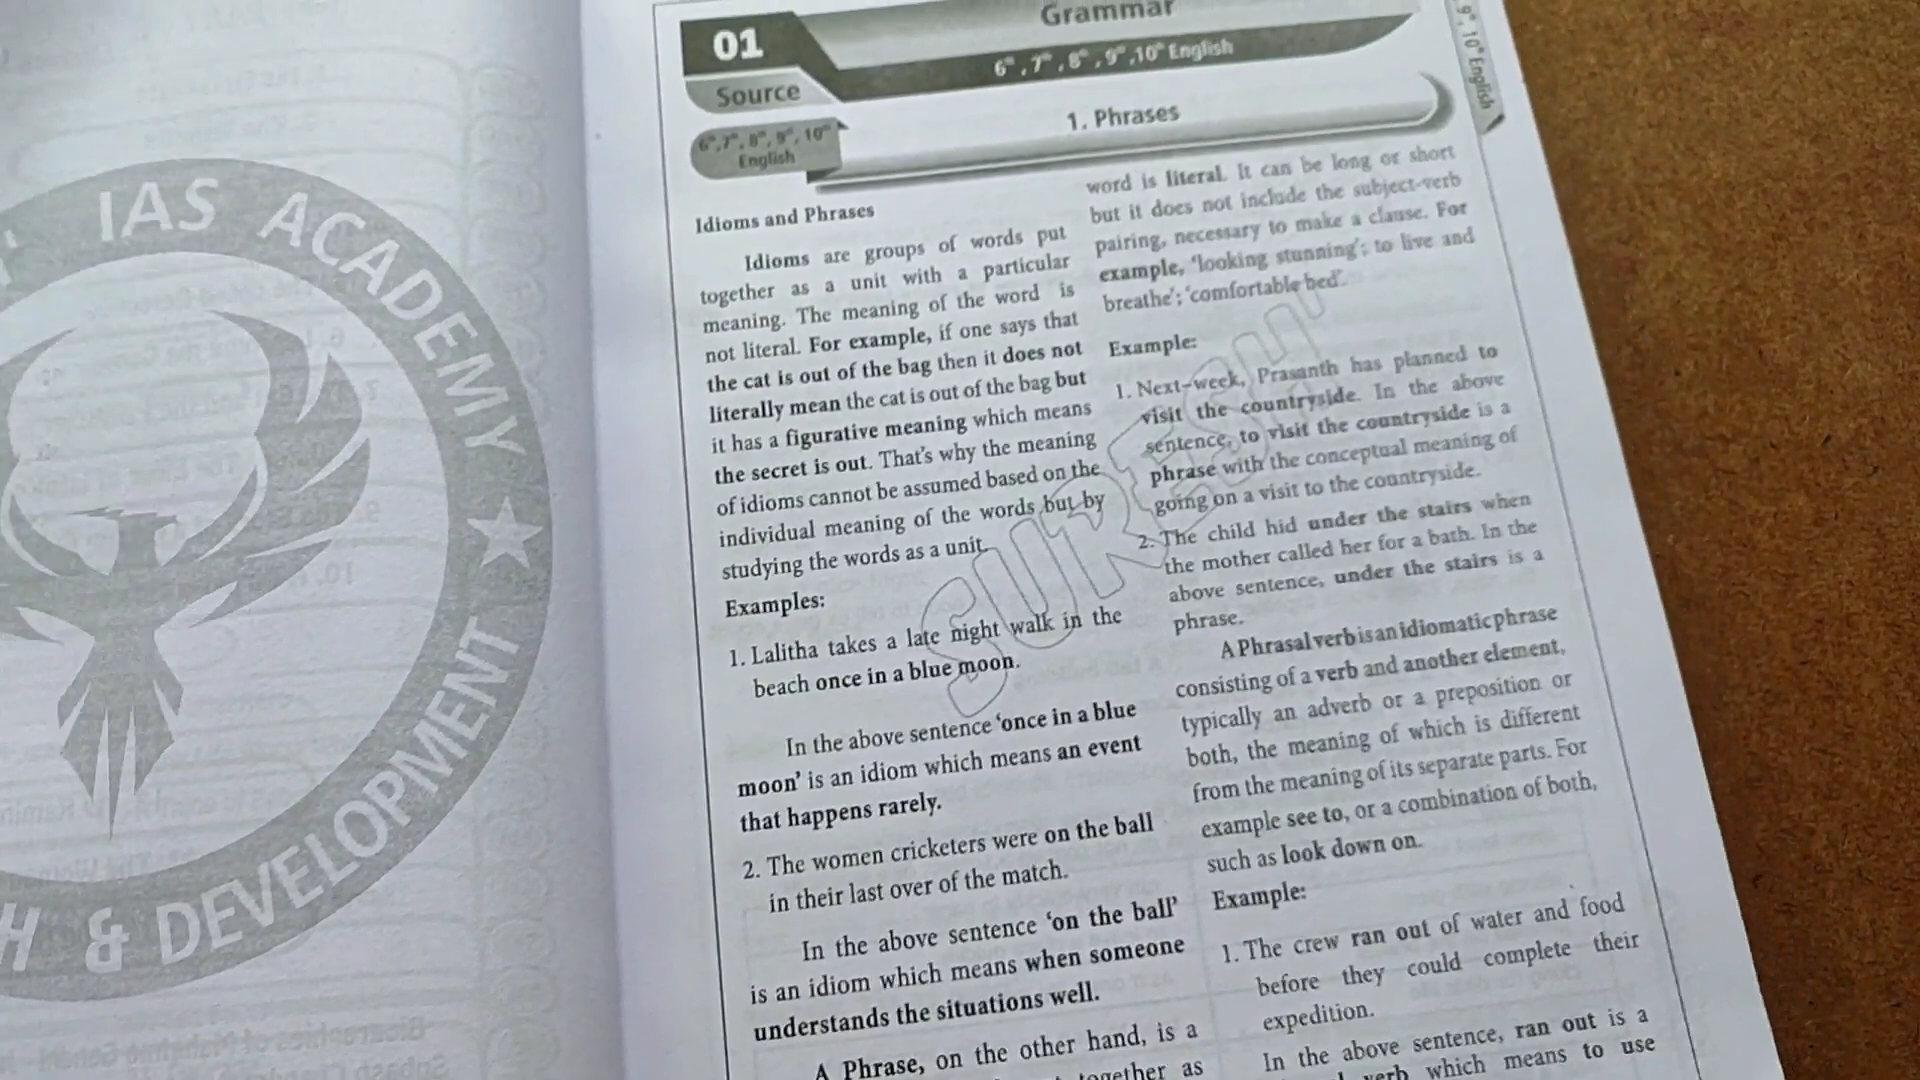 IAS ACADEMY
& DEVELOPMENT
01
Grammar
6th, 7th, 8th, 9th, 10th English
Source
6th, 7th, 8th, 9th, 10th
English
1. Phrases
9th, 10th English
Idioms and Phrases
Idioms are groups of words put
together as a unit with a particular
meaning. The meaning of the word is
not literal. For example, if one says that
the cat is out of the bag then it does not
literally mean the cat is out of the bag but
it has a figurative meaning which means
the secret is out. That's why the meaning
of idioms cannot be assumed based on the
individual meaning of the words but by
studying the words as a unit.
Examples:
1. Lalitha takes a late night walk in the
beach once in a blue moon.
In the above sentence 'once in a blue
moon' is an idiom which means an event
that happens rarely.
2. The women cricketers were on the ball
in their last over of the match.
In the above sentence 'on the ball'
is an idiom which means when someone
understands the situations well.
A Phrase, on the other hand, is a
together as
word is literal. It can be long or short
but it does not include the subject-verb
pairing, necessary to make a clause. For
example, 'looking stunning'; to live and
breathe'; 'comfortable bed'.
Example:
1. Next-week, Prasanth has planned to
visit the countryside. In the above
sentence, to visit the countryside is a
phrase with the conceptual meaning of
going on a visit to the countryside.
2. The child hid under the stairs when
the mother called her for a bath. In the
above sentence, under the stairs is a
phrase.
A Phrasal verb is an idiomatic phrase
consisting of a verb and another element,
typically an adverb or a preposition or
both, the meaning of which is different
from the meaning of its separate parts. For
example see to, or a combination of both,
such as look down on.
Example:
1. The crew ran out of water and food
before they could complete their
expedition.
In the above sentence, ran out is a
verb which means to use
SURESH'